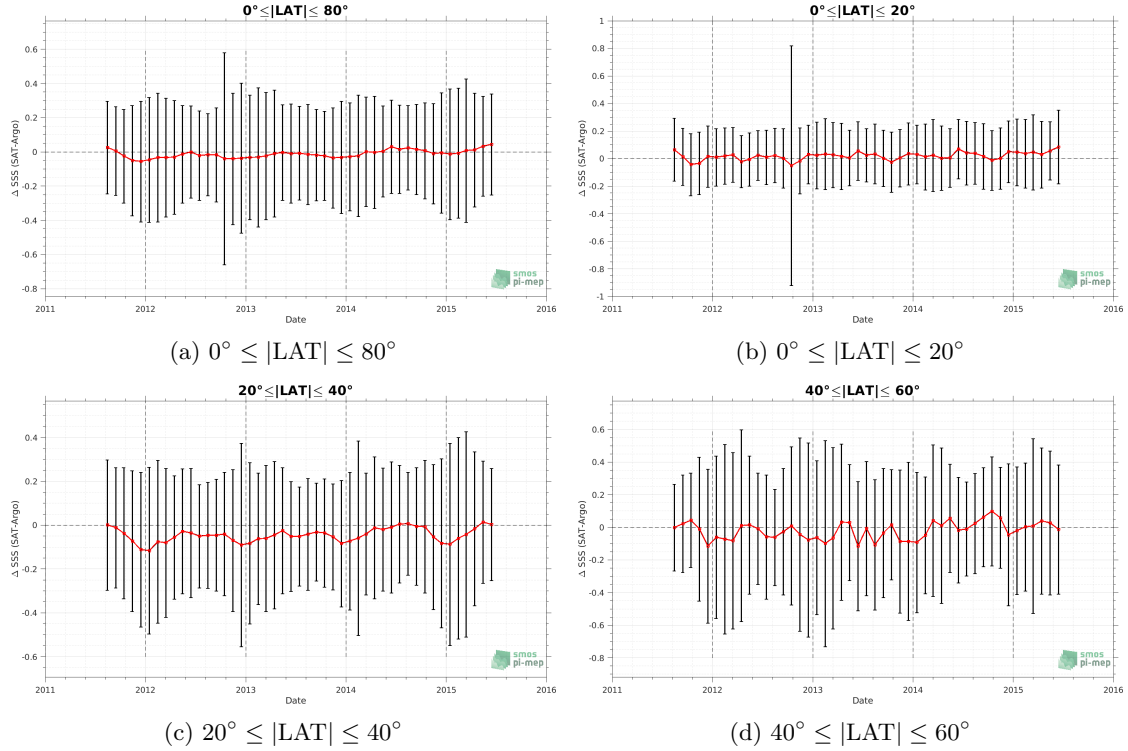 0°≤|LAT|≤ 80°
Δ SSS (SAT-Argo)
0.6
0.4
0.2
0
-0.2
-0.4
-0.6
-0.8
2011 2012 2013 2014 2015 2016
Date
smos
pi-mep
(a) 0° ≤ |LAT| ≤ 80°
0°≤|LAT|≤ 20°
Δ SSS (SAT-Argo)
1
0.8
0.6
0.4
0.2
0
-0.2
-0.4
-0.6
-0.8
-1
2011 2012 2013 2014 2015 2016
Date
smos
pi-mep
(b) 0° ≤ |LAT| ≤ 20°
20°≤|LAT|≤ 40°
Δ SSS (SAT-Argo)
0.4
0.2
0
-0.2
-0.4
-0.6
2011 2012 2013 2014 2015 2016
Date
smos
pi-mep
(c) 20° ≤ |LAT| ≤ 40°
40°≤|LAT|≤ 60°
Δ SSS (SAT-Argo)
0.6
0.4
0.2
0
-0.2
-0.4
-0.6
-0.8
2011 2012 2013 2014 2015 2016
Date
smos
pi-mep
(d) 40° ≤ |LAT| ≤ 60°